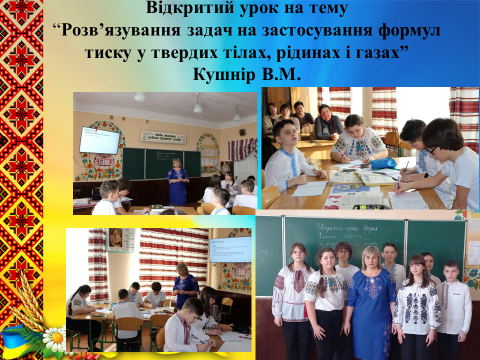 Відкритий урок на тему
“Розв’язування задач на застосування формул
тиску у твердих тілах, рідинах і газах”
Кушнір В.М.